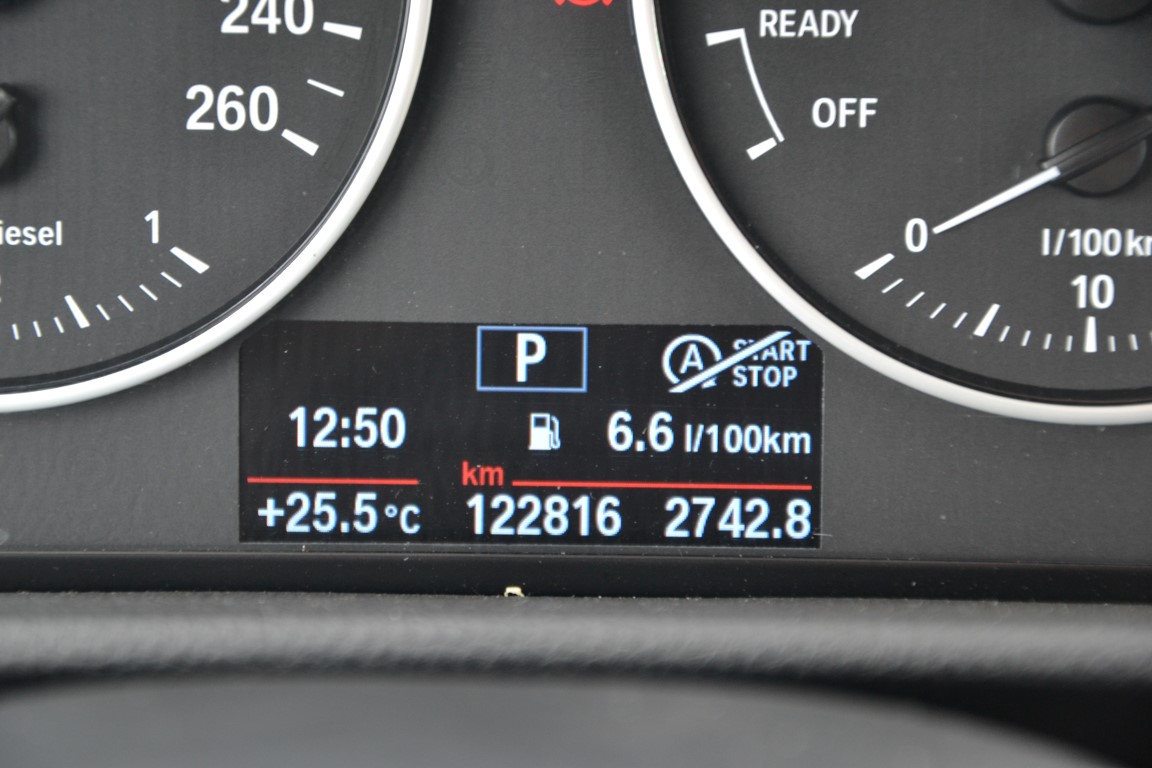 240
260
iesel
1
READY
OFF
0
l/100k
10
P
A START STOP
12:50
6.6 l/100km
km
+25.5°C
122816
2742.8